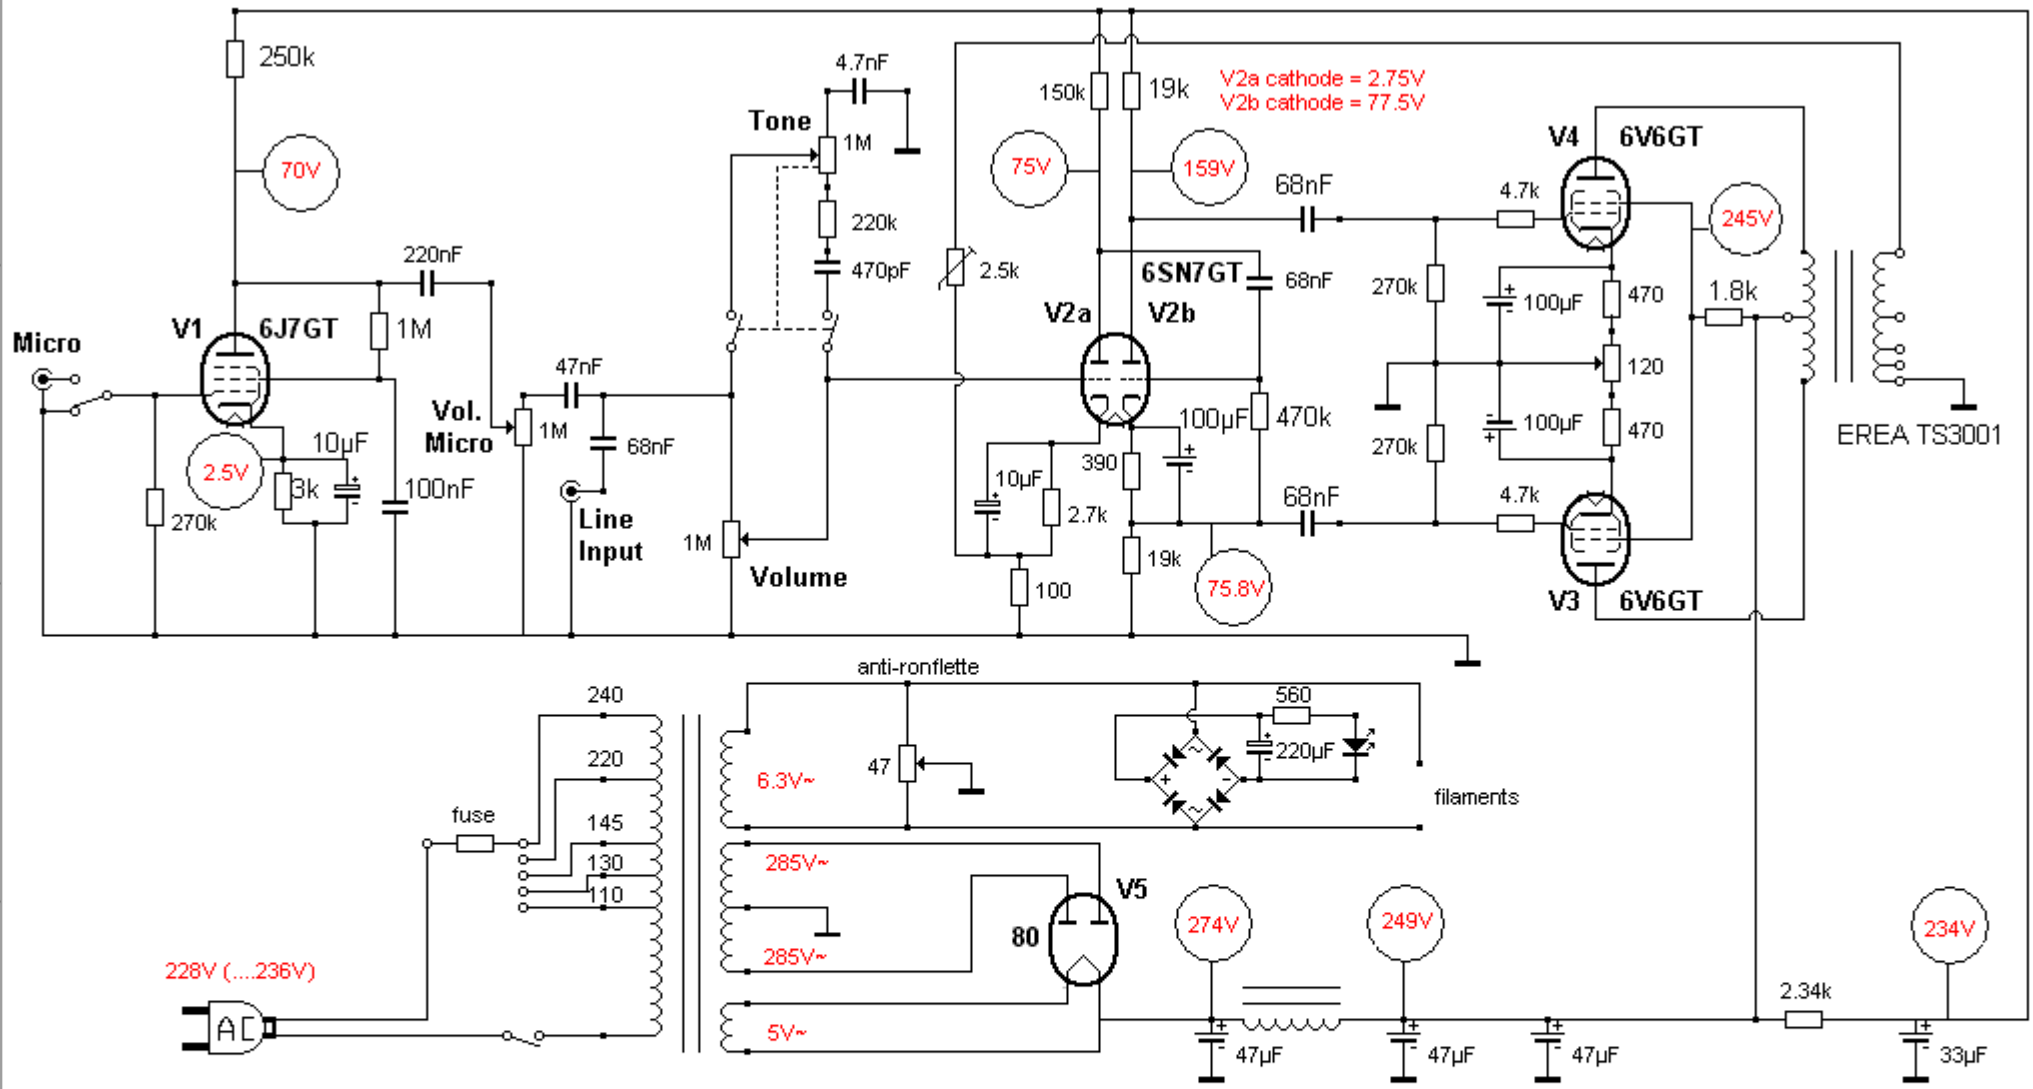 250k
70V
220nF
V1
6J7GT
1M
Micro
Vol.
Micro
1M
47nF
68nF
2.5V
10µF
3k
100nF
270k
Line
Input
Tone
4.7nF
1M
220k
470pF
1M
Volume
150k
19k
V2a cathode = 2.75V
V2b cathode = 77.5V
75V
159V
2.5k
6SN7GT
V2a
V2b
68nF
68nF
100µF
470k
390
10µF
2.7k
100
19k
75.8V
68nF
V4
6V6GT
4.7k
245V
270k
100µF
470
1.8k
120
270k
100µF
470
4.7k
V3
6V6GT
EREA TS3001
anti-ronflette
240
220
145
130
110
fuse
228V (....236V)
AC
6.3V~
47
560
220µF
~
+
-
~
filaments
285V~
285V~
5V~
V5
80
274V
249V
234V
47µF
47µF
47µF
2.34k
33µF